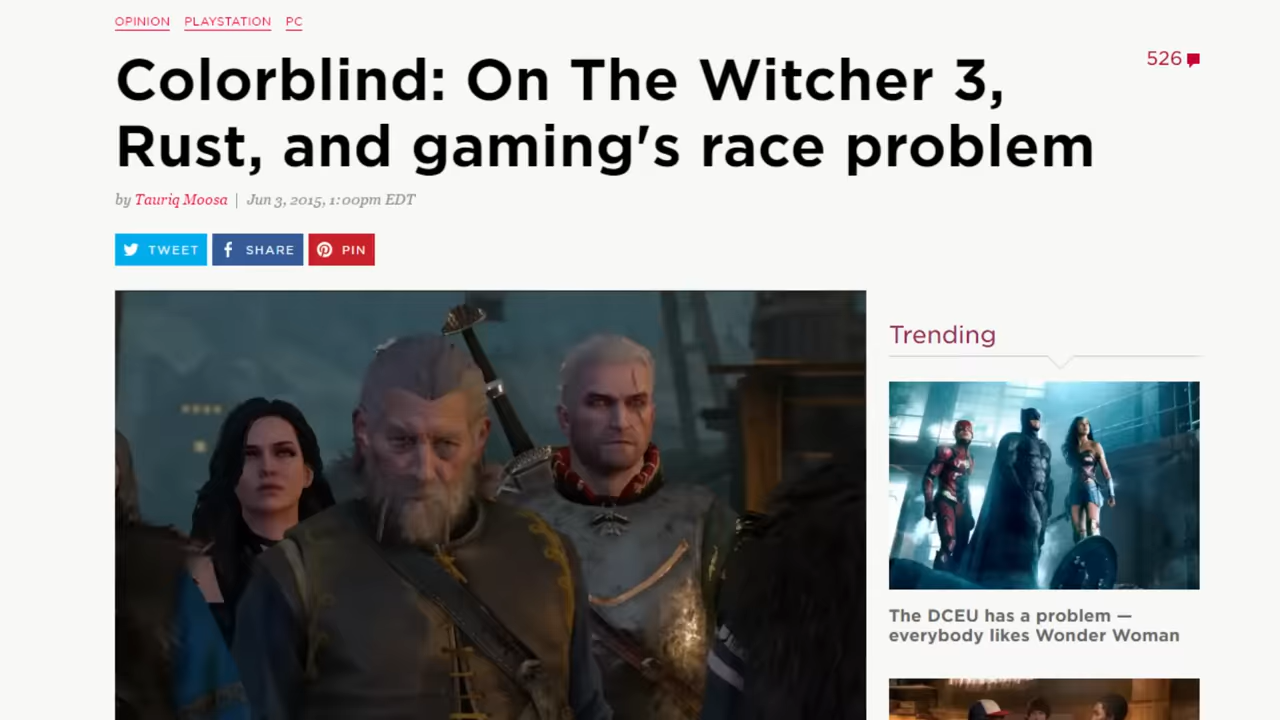 OPINION PLAYSTATION PC
526
Colorblind: On The Witcher 3,
Rust, and gaming's race problem
by Tauriq Moosa | Jun 3, 2015, 1:00pm EDT
TWEET SHARE PIN
Trending
The DCEU has a problem —
everybody likes Wonder Woman